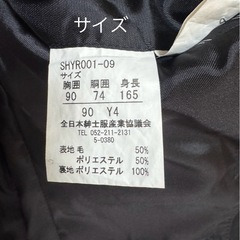 サイズ
SHYR001-09
サイズ
胸囲 胴囲 身長
90 74 165
90 Y4
全日本紳士服産業協議会
TEL 052-211-2131
5-0380
表地 毛 50%
ポリエステル 50%
裏地 ポリエステル 100%